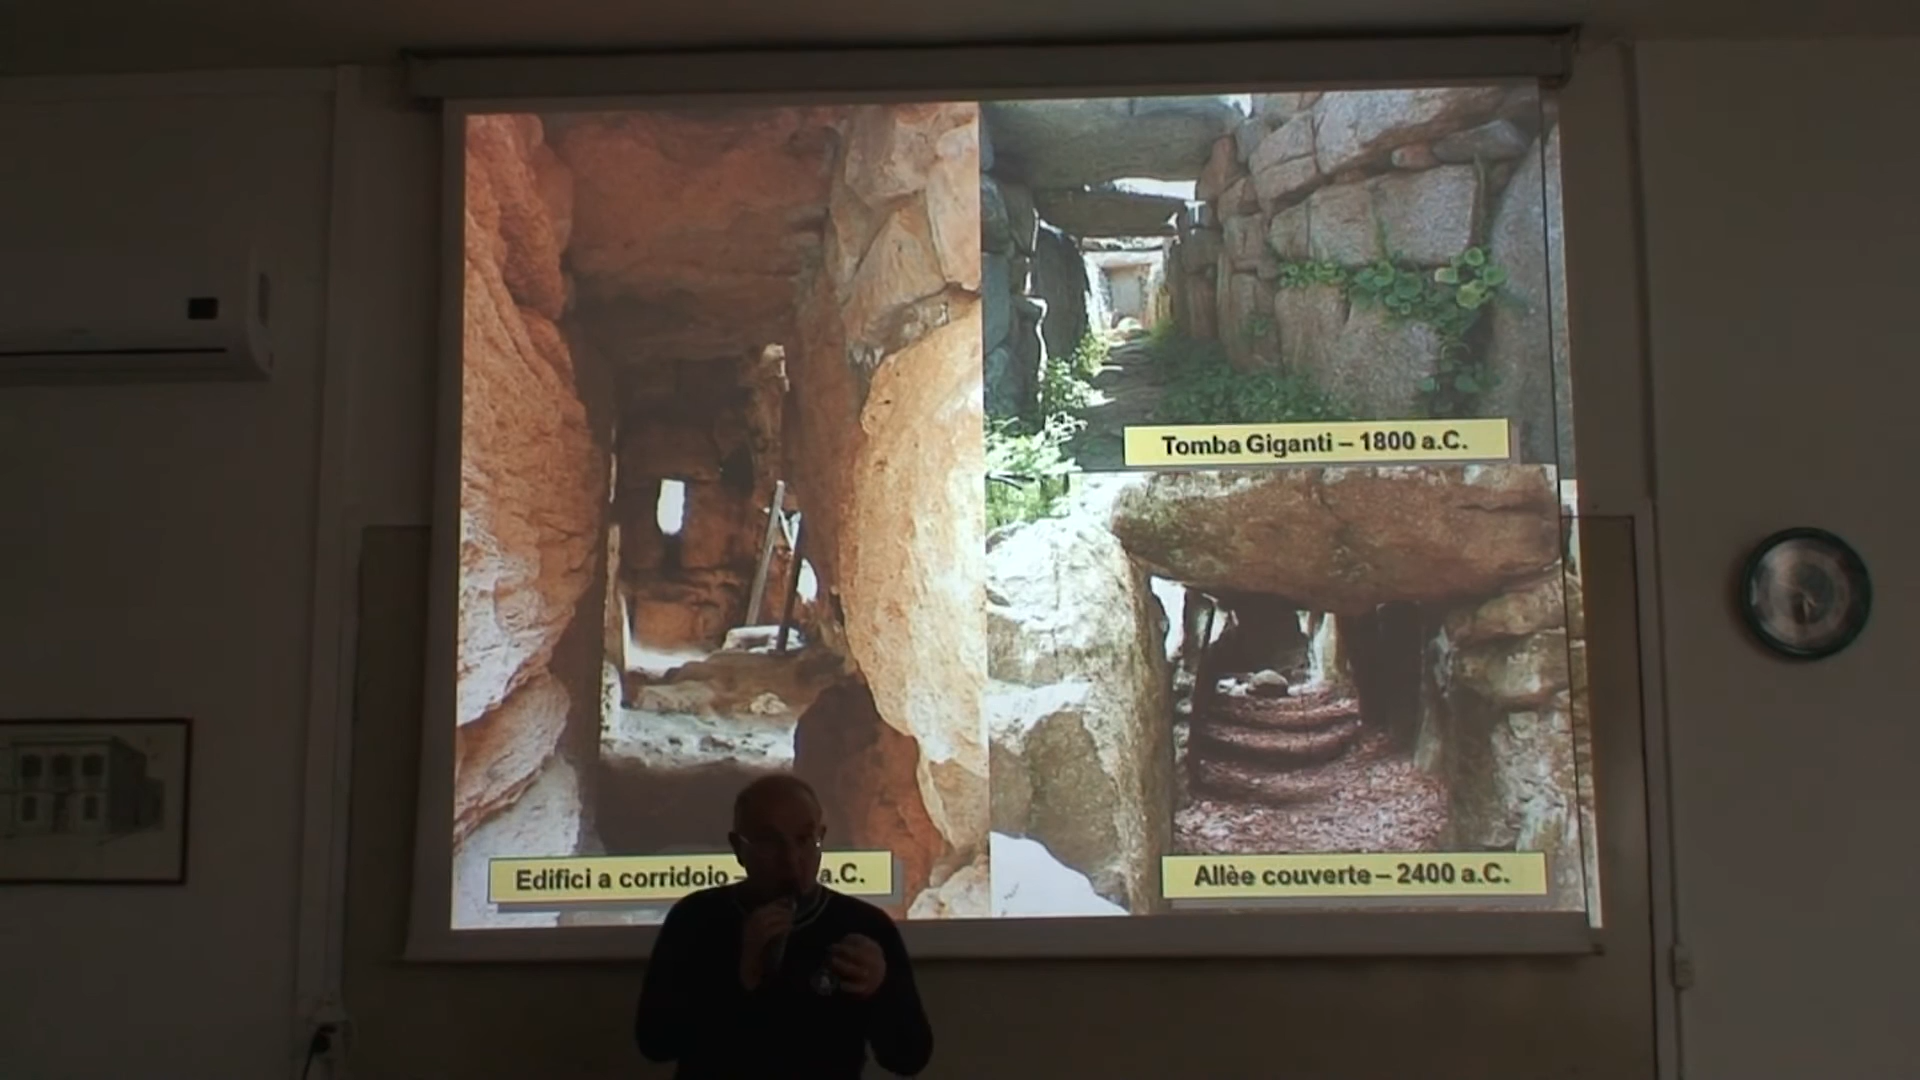 Tomba Giganti – 1800 a.C.
Edifici a corridoio – a.C.
Allèe couverte – 2400 a.C.